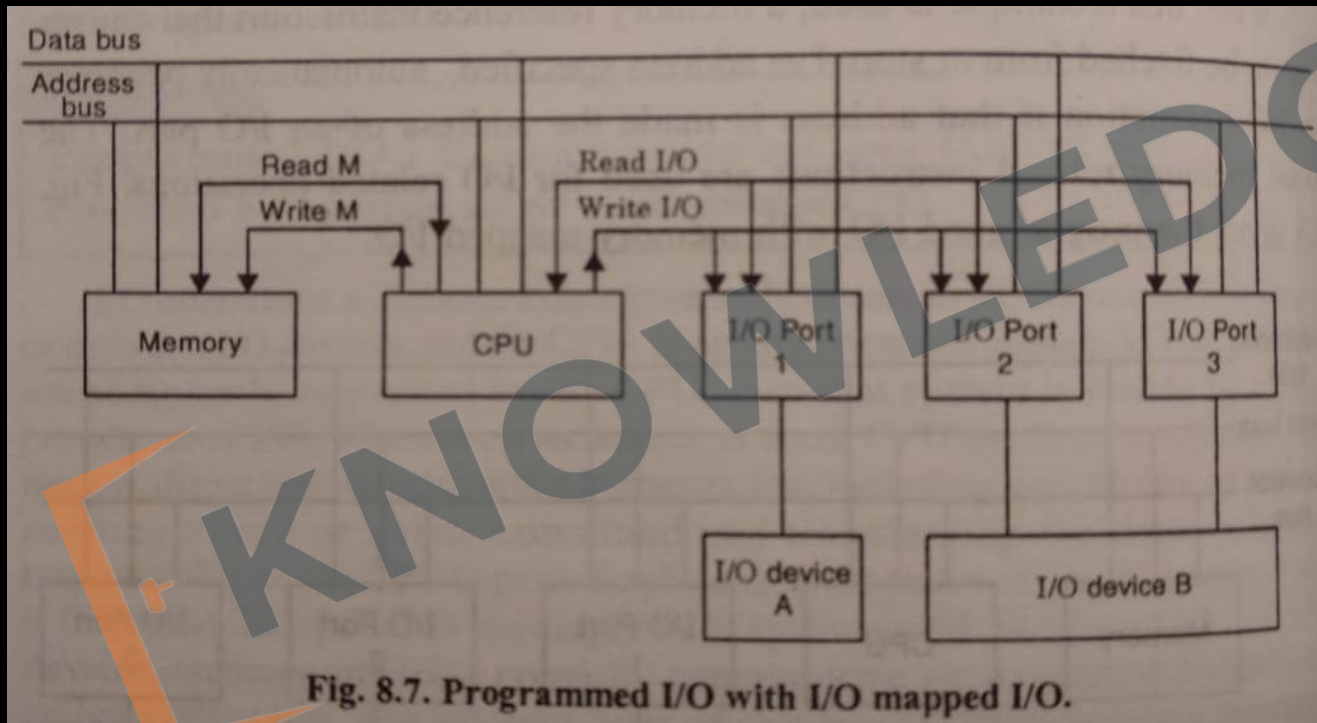 Data bus
Address
bus
Read M
Write M
Read I/O
Write I/O
Memory
CPU
I/O Port
1
I/O Port
2
I/O Port
3
I/O device
A
I/O device B
Fig. 8.7. Programmed I/O with I/O mapped I/O.
KNOWLEDG